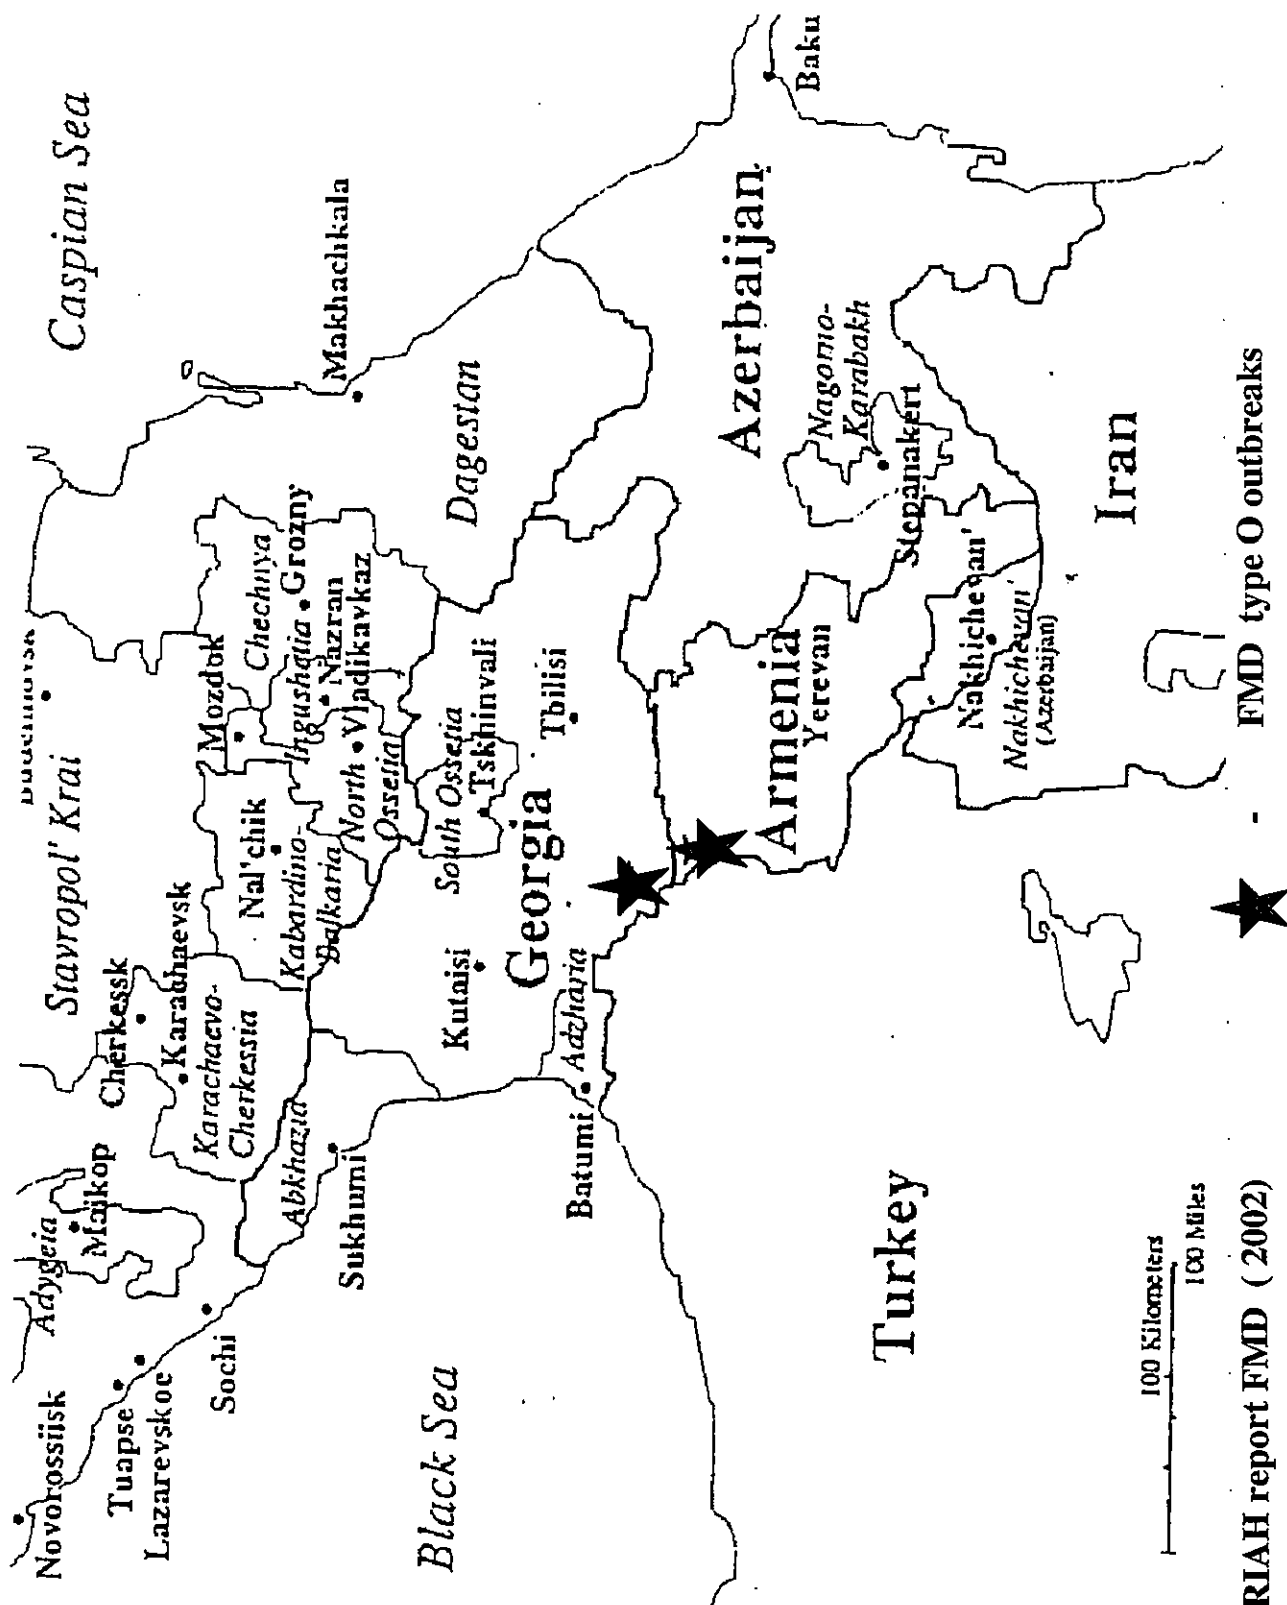 Caspian Sea
Stavropol' Krai
Adygeia
Novorossiisk
Maikop
Cherkessk
Tuapse
Lazarevskoe
Karachaevsk
Mozdok
Sochi
Karachaevo-
Cherkessia
Nal'chik
Chechnya
Grozny
Kabardino-
Balkaria
Ingushatia
Nazran
Makhachkala
Abkhazia
Sukhumi
North
Osselia
Vladikavkaz
Dagestan
Black Sea
South Ossetia
Tskhinvali
Kutaisi
Georgia
Tbilisi
Batumi
Adzharia
Azerbaijan
Baku
Armenia
Yerevan
Nagorno-
Karabakh
Stepanakert
Turkey
Nakhichevan'
Nakhichevan'
(Azerbaijan)
Iran
100 Kilometers
100 Miles
RIAH report FMD ( 2002)
- FMD type O outbreaks